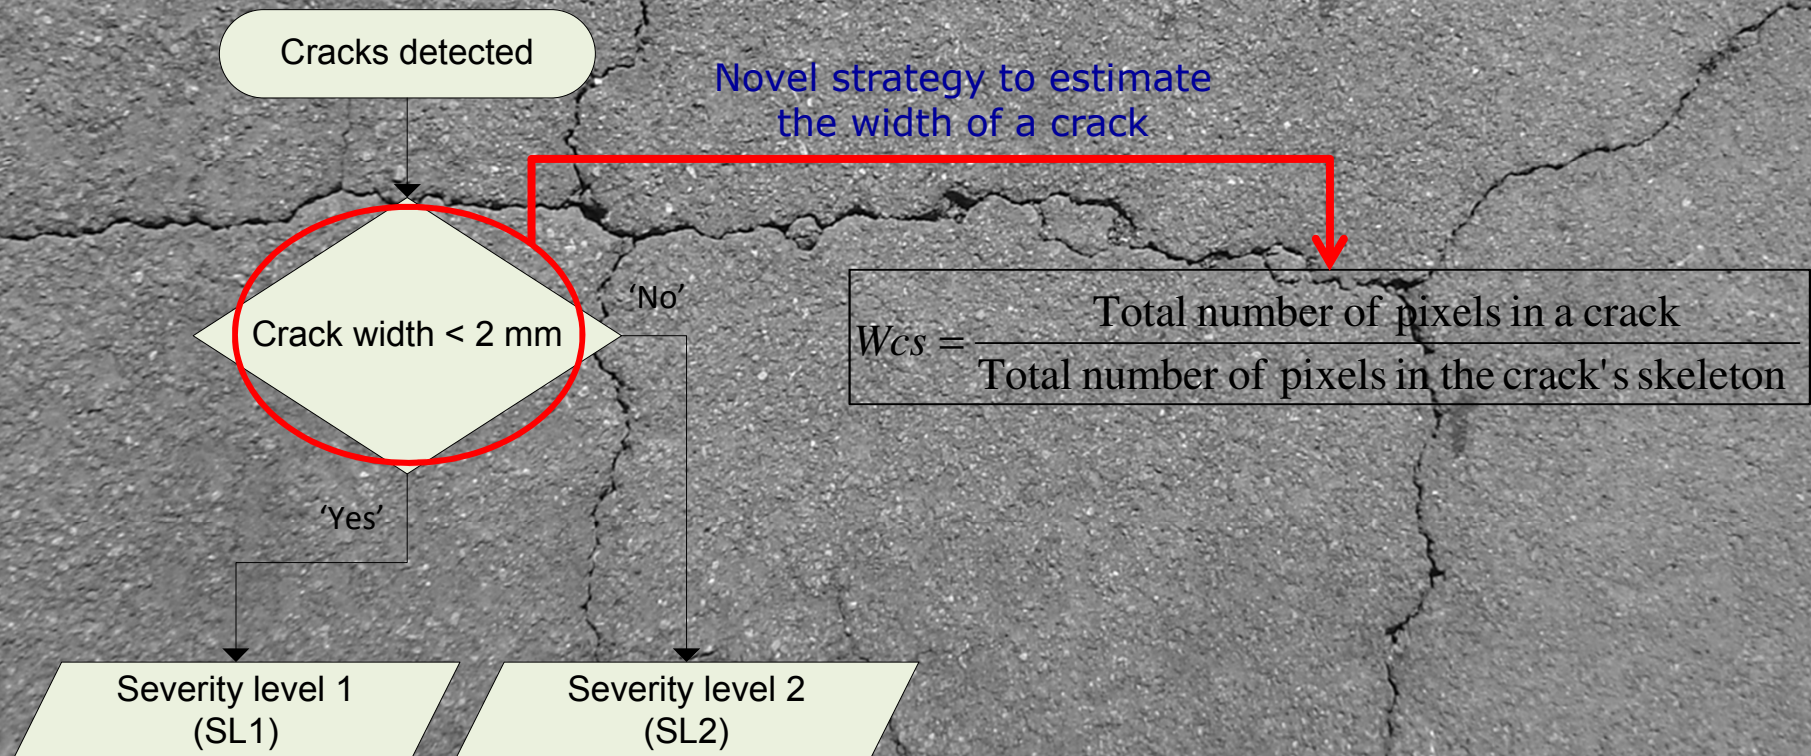 Cracks detected
Novel strategy to estimate
the width of a crack
Crack width < 2 mm
‘No’
Wcs = Total number of pixels in a crack
Total number of pixels in the crack's skeleton
‘Yes’
Severity level 1
(SL1)
Severity level 2
(SL2)